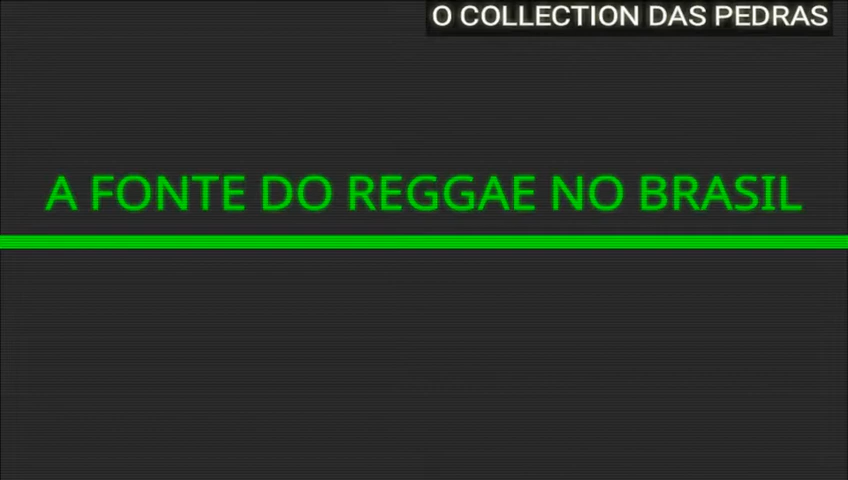 O COLLECTION DAS PEDRAS
A FONTE DO REGGAE NO BRASIL